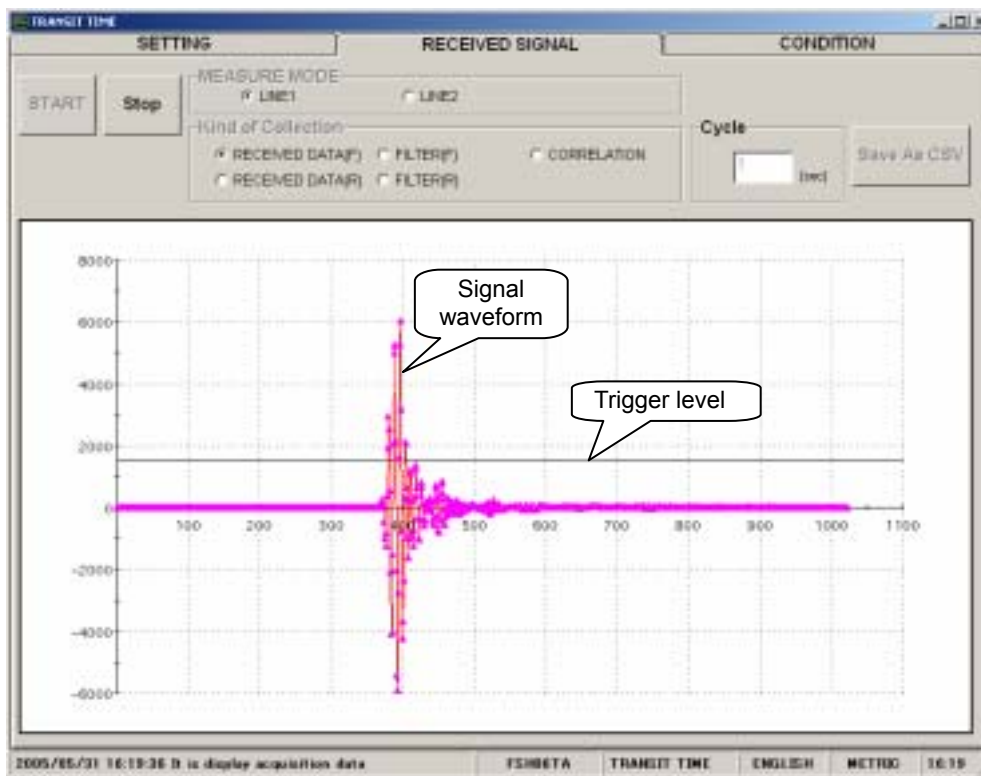 TRANSIT TIME
SETTING RECEIVED SIGNAL CONDITION
START Stop
MEASURE MODE
LINE1 LINE2
Kind of Collection
RECEIVED DATA(F) FILTER(F) CORRELATION
RECEIVED DATA(R) FILTER(R)
Cycle
1 (sec)
Save As CSV
Signal
waveform
Trigger level
8000
6000
4000
2000
0
-2000
-4000
-6000
100 200 300 400 500 600 700 800 900 1000 1100
2005/05/31 16:19:36 It is display acquisition data TRANSIT TIME ENGLISH METRIC 16:19